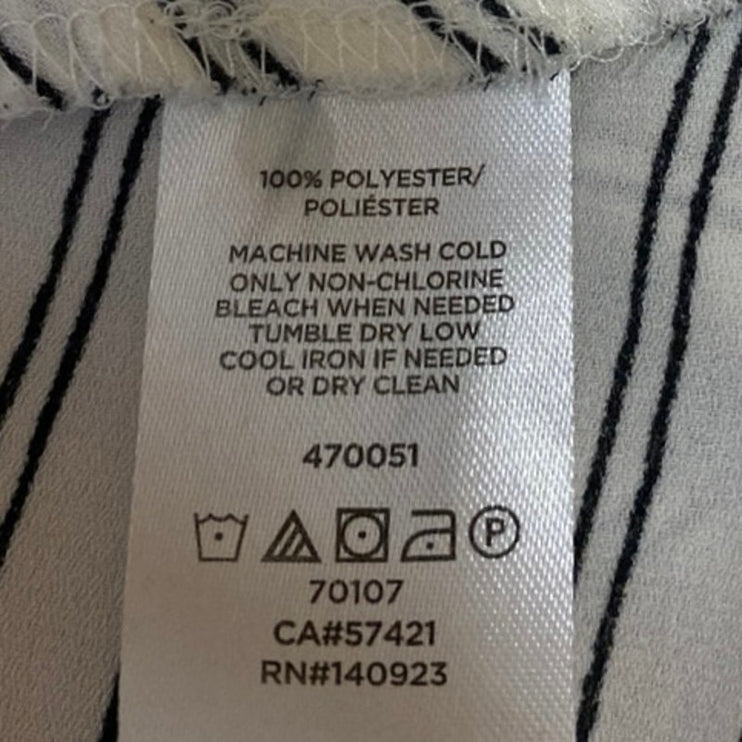 100% POLYESTER/
POLIÉSTER
MACHINE WASH COLD
ONLY NON-CHLORINE
BLEACH WHEN NEEDED
TUMBLE DRY LOW
COOL IRON IF NEEDED
OR DRY CLEAN
470051
P
70107
CA#57421
RN#140923